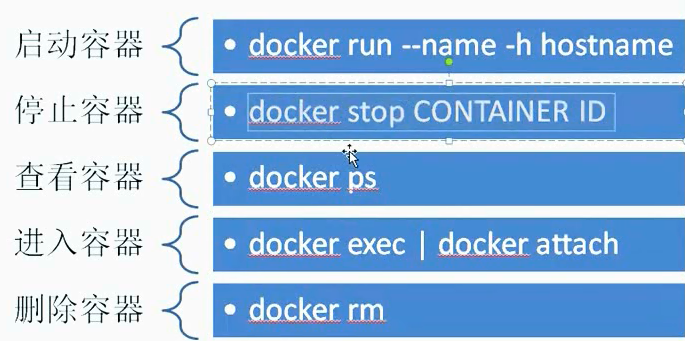 启动容器 • docker run --name -h hostname
停止容器 • docker stop CONTAINER ID
查看容器 • docker ps
进入容器 • docker exec | docker attach
删除容器 • docker rm